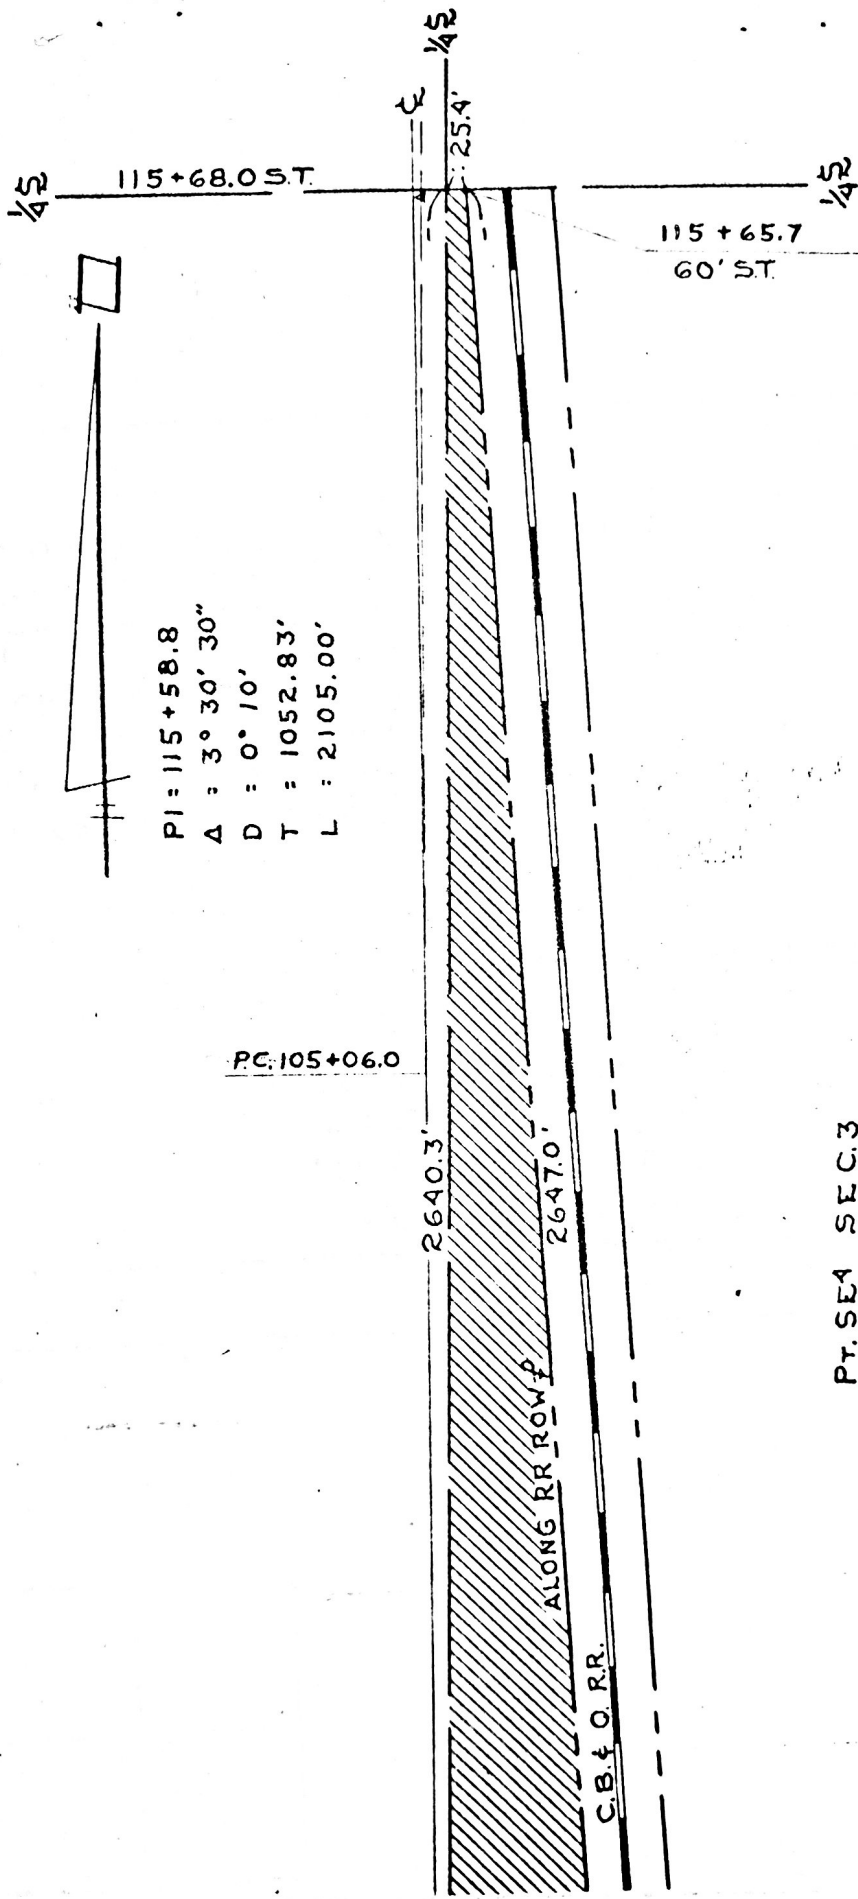 1/4 S
1/4 S
115+68.0 S.T.
℄
25.4'
1/4 S
115 + 65.7
60' S.T.
PI = 115+58.8
Δ = 3° 30' 30"
D = 0° 10'
T = 1052.83'
L = 2105.00'
P.C. 105+06.0
2640.3'
2647.0'
ALONG RR ROW ⅊
C.B. & Q. R.R.
PT. SE4 SEC. 3